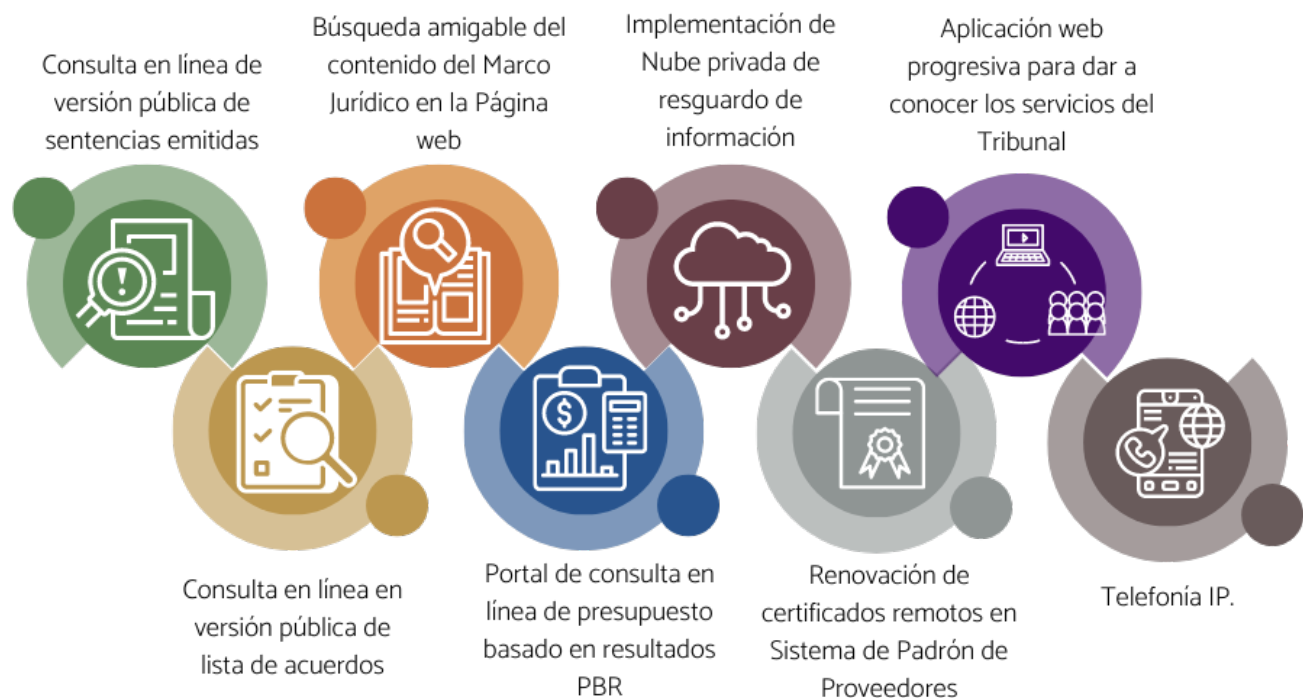 Consulta en línea de
versión pública de
sentencias emitidas
Búsqueda amigable del
contenido del Marco
Jurídico en la Página
web
Implementación de
Nube privada de
resguardo de
información
Aplicación web
progresiva para dar a
conocer los servicios del
Tribunal
Consulta en línea en
versión pública de
lista de acuerdos
Portal de consulta en
línea de presupuesto
basado en resultados
PBR
Renovación de
certificados remotos en
Sistema de Padrón de
Proveedores
Telefonía IP.